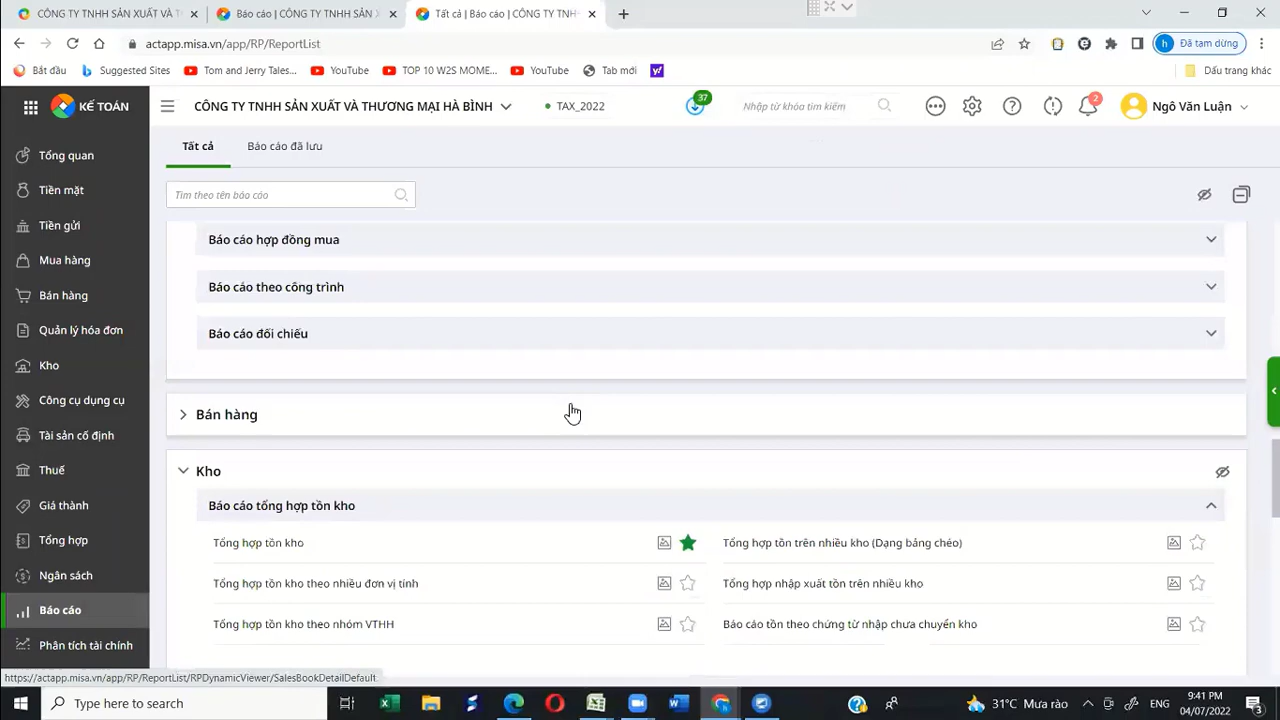 CÔNG TY TNHH SẢN XUẤT VÀ T
Báo cáo | CÔNG TY TNHH SẢN X
Tất cả | Báo cáo | CÔNG TY TNH
actapp.misa.vn/app/RP/ReportList
Đã tạm dừng
Bắt đầu
Suggested Sites
Tom and Jerry Tales...
YouTube
TOP 10 W2S MOME...
YouTube
Tab mới
Dấu trang khác
KẾ TOÁN
CÔNG TY TNHH SẢN XUẤT VÀ THƯƠNG MẠI HÀ BÌNH
TAX_2022
37
Nhập từ khóa tìm kiếm
2
Ngô Văn Luận
Tổng quan
Tiền mặt
Tiền gửi
Mua hàng
Bán hàng
Quản lý hóa đơn
Kho
Công cụ dụng cụ
Tài sản cố định
Thuế
Giá thành
Tổng hợp
Ngân sách
Báo cáo
Phân tích tài chính
Tất cả
Báo cáo đã lưu
Tìm theo tên báo cáo
Báo cáo hợp đồng mua
Báo cáo theo công trình
Báo cáo đối chiếu
Bán hàng
Kho
Báo cáo tổng hợp tồn kho
Tổng hợp tồn kho
Tổng hợp tồn trên nhiều kho (Dạng bảng chéo)
Tổng hợp tồn kho theo nhiều đơn vị tính
Tổng hợp nhập xuất tồn trên nhiều kho
Tổng hợp tồn kho theo nhóm VTHH
Báo cáo tồn theo chứng từ nhập chưa chuyển kho
https://actapp.misa.vn/app/RP/ReportList/RPDynamicViewer/SalesBookDetailDefault
Type here to search
31°C Mưa rào
ENG
9:41 PM
04/07/2022